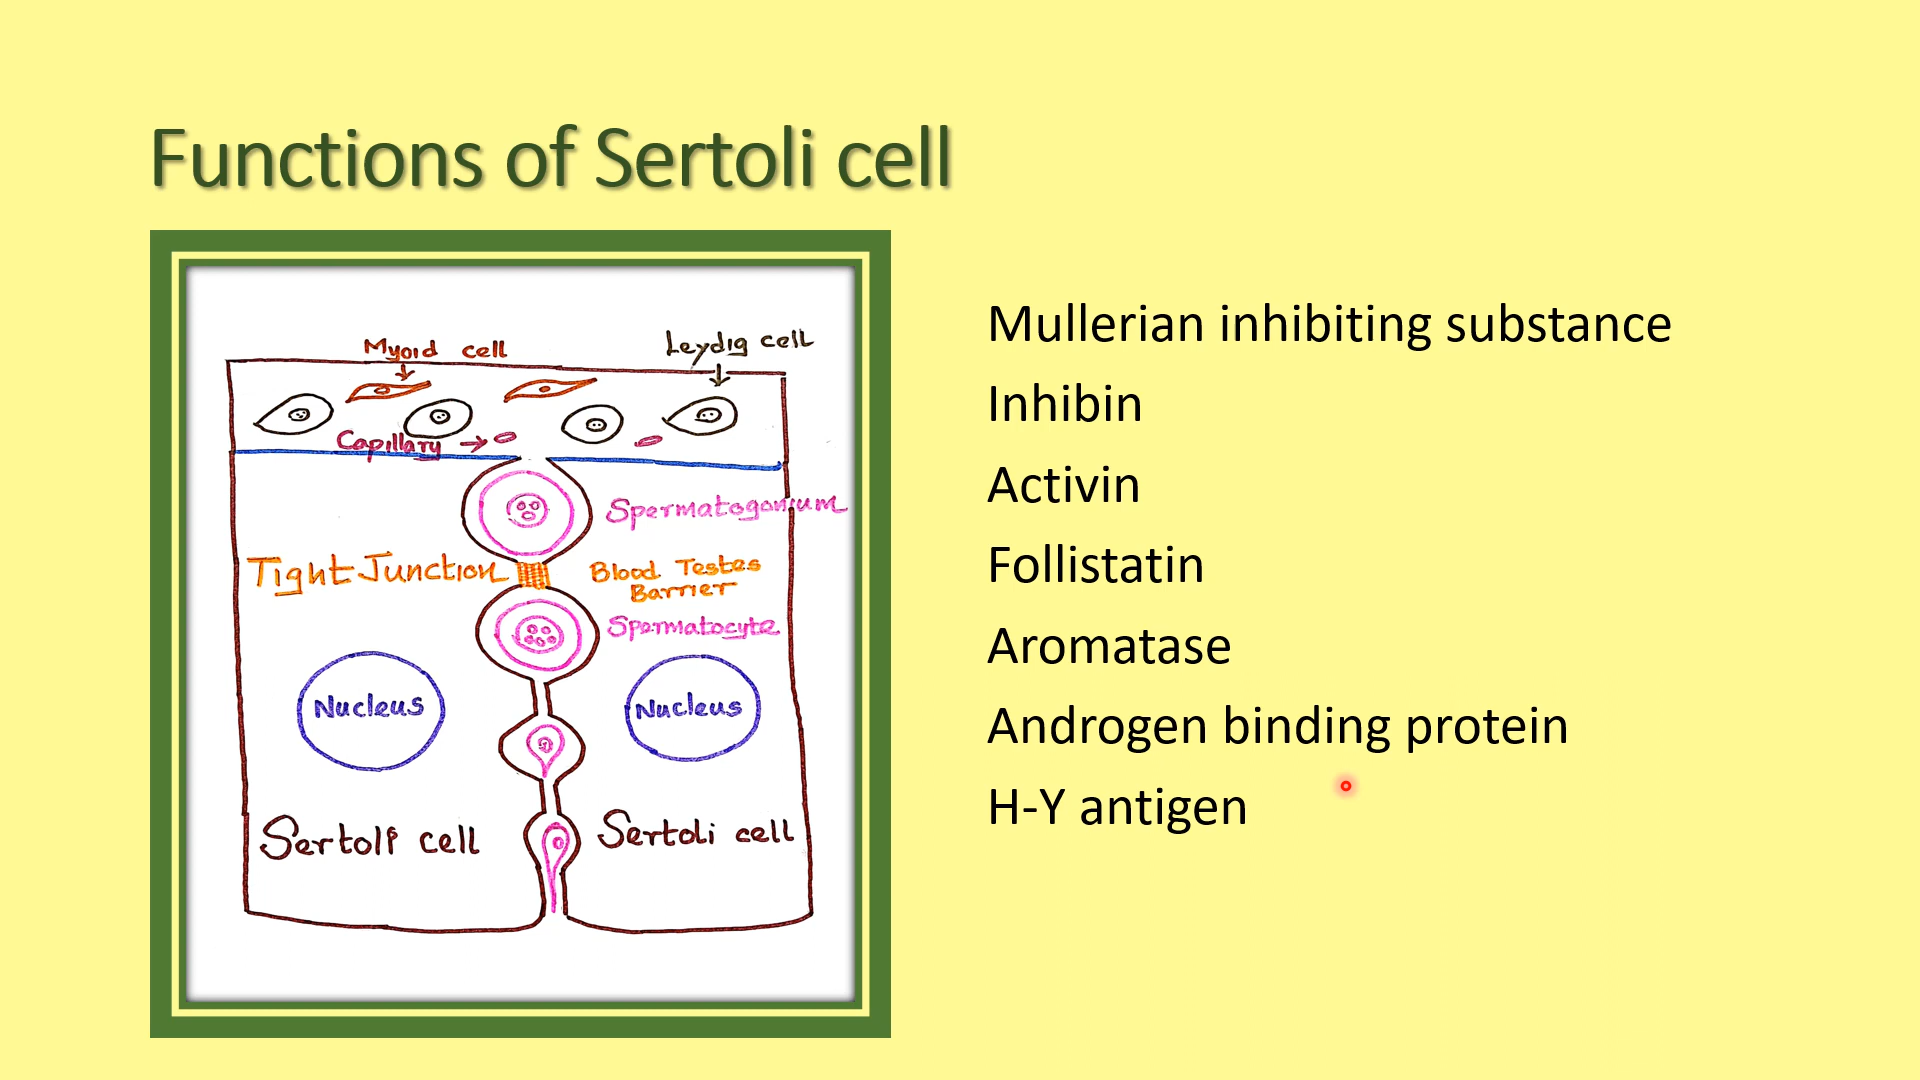 Functions of Sertoli cell
Myoid cell
Leydig cell
Capillary
Spermatogonium
Tight Junction
Blood Testes
Barrier
Spermatocyte
Nucleus
Nucleus
Sertoli cell
Sertoli cell
Mullerian inhibiting substance
Inhibin
Activin
Follistatin
Aromatase
Androgen binding protein
H-Y antigen